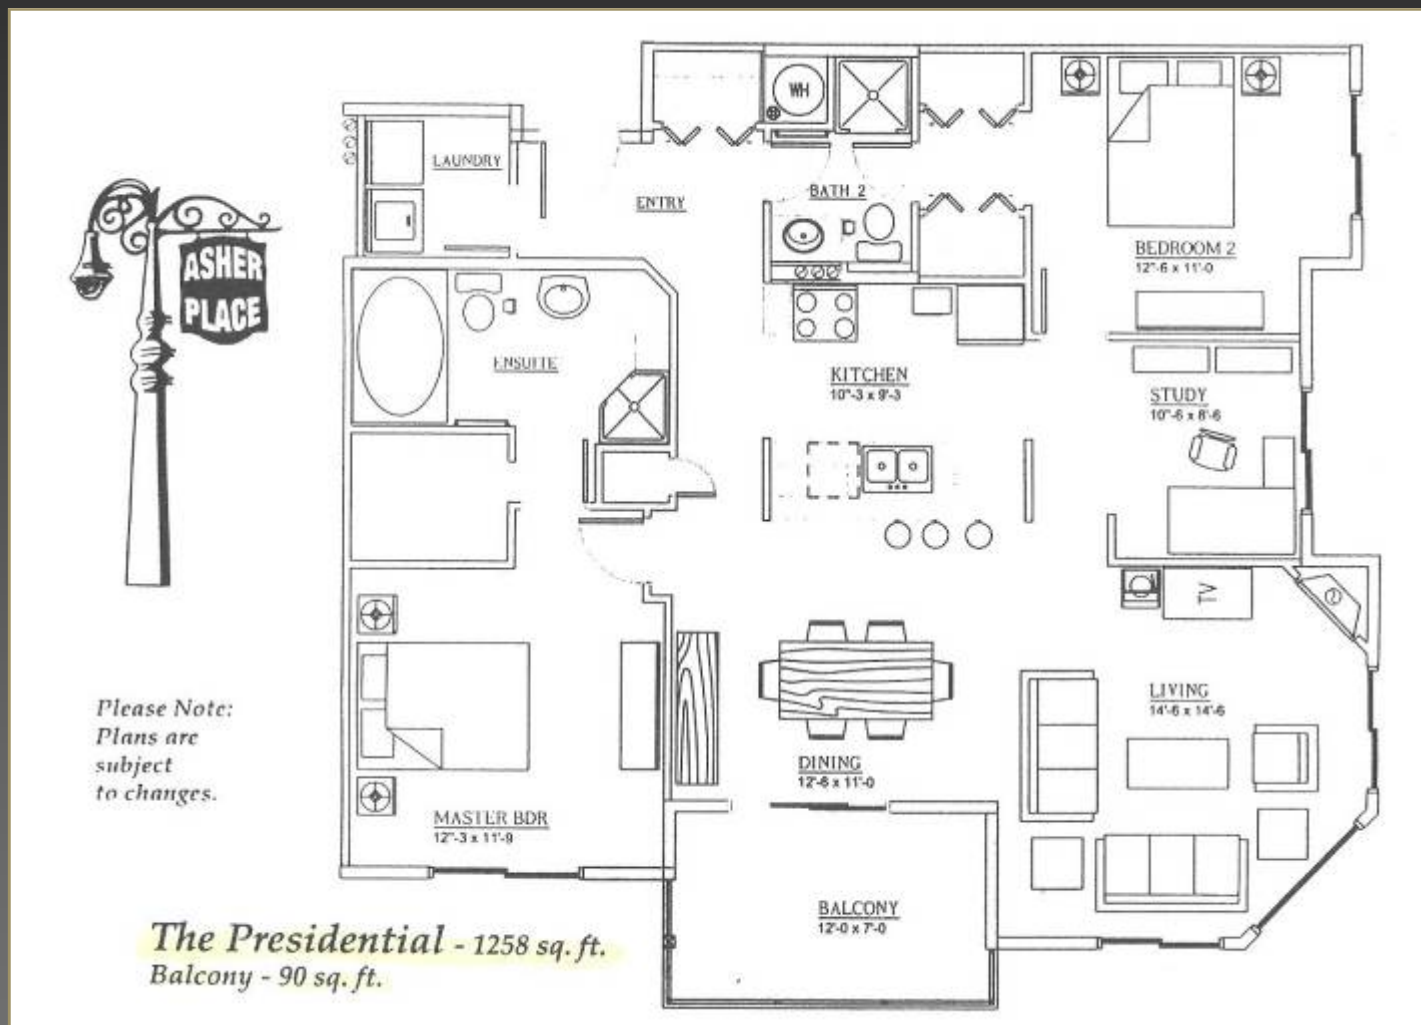 WH
LAUNDRY
ENTRY
BATH 2
BEDROOM 2
12"-6 x 11'-0
ASHER
PLACE
ENSUITE
KITCHEN
10"-3 x 9'-3
STUDY
10"-6 x 8'-6
TV
LIVING
14'-6 x 14'-6
Please Note:
Plans are
subject
to changes.
DINING
12'-6 x 11'-0
MASTER BDR
12"-3 x 11'-9
BALCONY
12'-0 x 7'-0
The Presidential - 1258 sq. ft.
Balcony - 90 sq. ft.